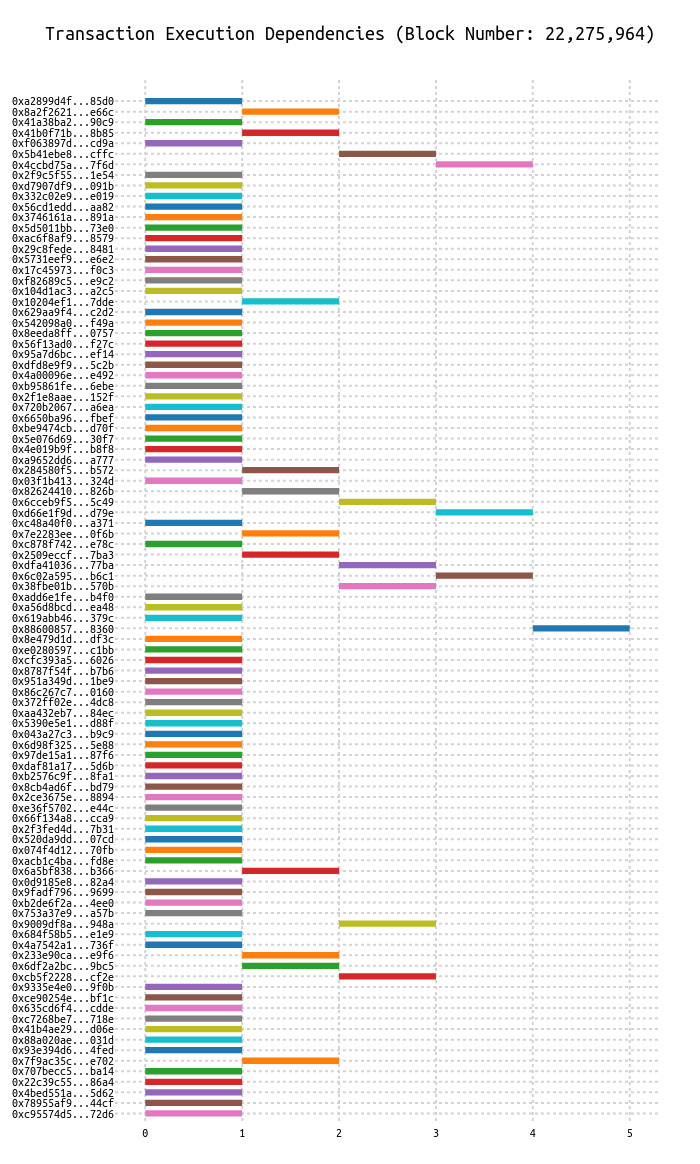 Transaction Execution Dependencies (Block Number: 22,275,964)
0xa2899d4f...85d0
0x8a2f2621...e66c
0x41a38ba2...90c9
0x41b0f71b...8b85
0xf063897d...cd9a
0x5b41ebe8...cffc
0x4ccbd75a...7f6d
0x2f9c5f55...1e54
0xd7907df9...091b
0x332c02e9...e019
0x56cd1edd...aa82
0x3746161a...891a
0x5d5011bb...73e0
0xac6f8af9...8579
0x29c8fede...8481
0x5731eef9...e6e2
0x17c45973...f0c3
0xf82689c5...e9c2
0x104d1ac3...a2c5
0x10204ef1...7dde
0x629aa9f4...c2d2
0x542098a0...f49a
0x8eeda8ff...0757
0x56f13ad0...f27c
0x95a7d6bc...ef14
0xdfd8e9f9...5c2b
0x4a00096e...e492
0xb95861fe...6ebe
0x2f1e8aae...152f
0x720b2067...a6ea
0x6650ba96...fbef
0xbe9474cb...d70f
0x5e076d69...30f7
0x4e019b9f...b8f8
0xa9652dd6...a777
0x284580f5...b572
0x03f1b413...324d
0x82624410...826b
0x6cceb9f5...5c49
0xd66e1f9d...d79e
0xc48a40f0...a371
0x7e2283ee...0f6b
0xc878f742...e78c
0x2509eccf...7ba3
0xdfa41036...77ba
0x6c02a595...b6c1
0x38fbe01b...570b
0xadd6e1fe...b4f0
0xa56d8bcd...ea48
0x619abb46...379c
0x88600857...8360
0x8e479d1d...df3c
0xe0280597...c1bb
0xcfc393a5...6026
0x8787f54f...b7b6
0x951a349d...1be9
0x86c267c7...0160
0x372ff02e...4dc8
0xaa432eb7...84ec
0x5390e5e1...d88f
0x043a27c3...b9c9
0x6d98f325...5e88
0x97de15a1...87f6
0xdaf81a17...5d6b
0xb2576c9f...8fa1
0x8cb4ad6f...bd79
0x2ce3675e...8894
0xe36f5702...e44c
0x66f134a8...cca9
0x2f3fed4d...7b31
0x520da9dd...07cd
0x074f4d12...70fb
0xacb1c4ba...fd8e
0x6a5bf838...b366
0x0d9185e8...82a4
0x9fadf796...9699
0xb2de6f2a...4ee0
0x753a37e9...a57b
0x9009df8a...948a
0x684f58b5...e1e9
0x4a7542a1...736f
0x233e90ca...e9f6
0x6df2a2bc...9bc5
0xcb5f2228...cf2e
0x9335e4e0...9f0b
0xce90254e...bf1c
0x635cd6f4...cdde
0xc7268be7...718e
0x41b4ae29...d06e
0x88a020ae...031d
0x93e394d6...4fed
0x7f9ac35c...e702
0x707becc5...ba14
0x22c39c55...86a4
0x4bed551a...5d62
0x78955af9...44cf
0xc95574d5...72d6
0 1 2 3 4 5